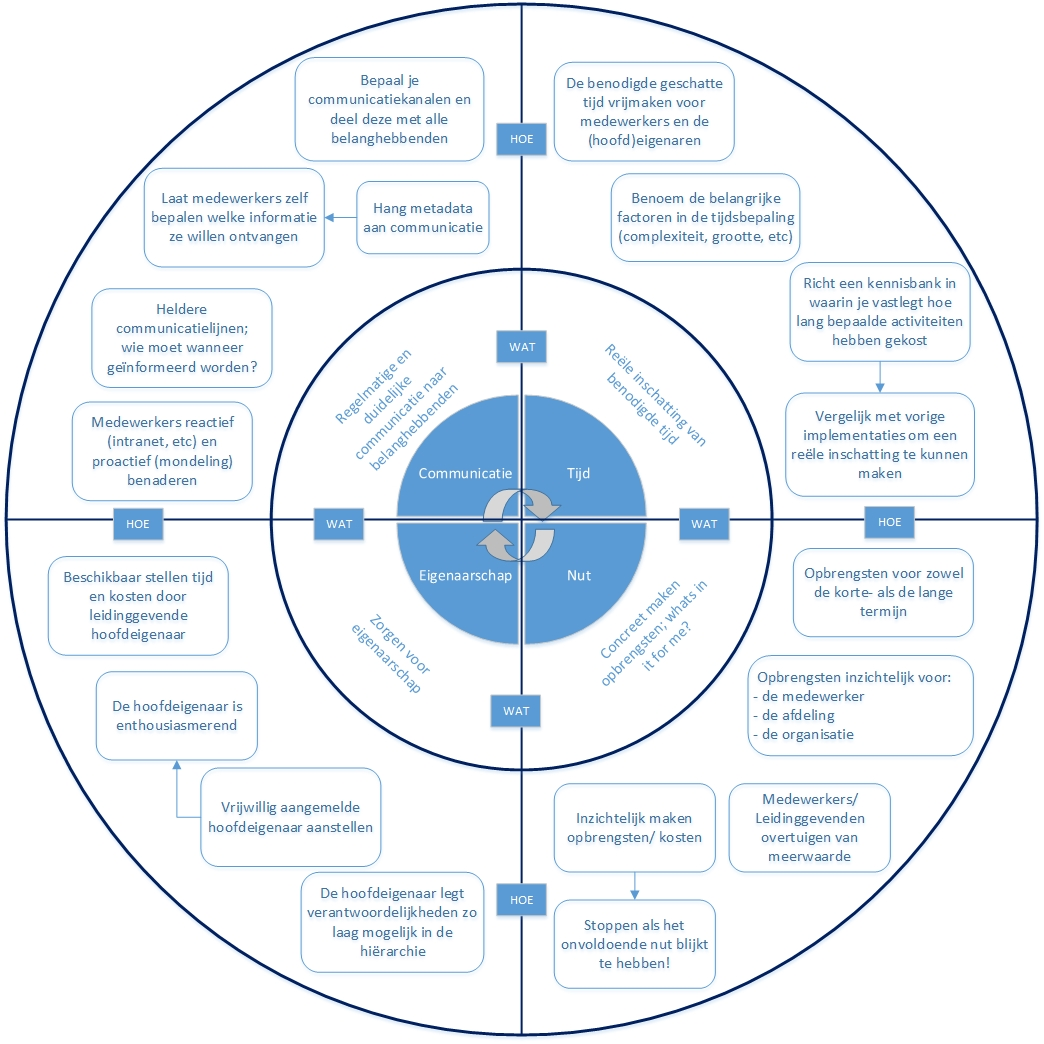 Bepaal je
communicatiekanalen en
deel deze met alle
belanghebbenden
HOE
De benodigde geschatte
tijd vrijmaken voor
medewerkers en de
(hoofd)eigenaren
Laat medewerkers zelf
bepalen welke informatie
ze willen ontvangen
Hang metadata
aan communicatie
Benoem de belangrijke
factoren in de tijdsbepaling
(complexiteit, grootte, etc)
Heldere
communicatielijnen;
wie moet wanneer
geïnformeerd worden?
Richt een kennisbank in
waarin je vastlegt hoe
lang bepaalde activiteiten
hebben gekost
Medewerkers reactief
(intranet, etc) en
proactief (mondeling)
benaderen
Vergelijk met vorige
implementaties om een
reële inschatting te kunnen
maken
WAT
Regelmatige en
duidelijke
communicatie naar
belanghebbenden
Reële inschatting van
benodigde tijd
Communicatie
Tijd
HOE
WAT
WAT
HOE
Eigenaarschap
Nut
Zorgen voor
eigenaarschap
Concreet maken
opbrengsten; whats in
it for me?
WAT
Beschikbaar stellen tijd
en kosten door
leidinggevende
hoofdeigenaar
Opbrengsten voor zowel
de korte- als de lange
termijn
De hoofdeigenaar is
enthousiasmerend
Opbrengsten inzichtelijk voor:
- de medewerker
- de afdeling
- de organisatie
Vrijwillig aangemelde
hoofdeigenaar aanstellen
Inzichtelijk maken
opbrengsten/ kosten
Medewerkers/
Leidinggevenden
overtuigen van
meerwaarde
De hoofdeigenaar legt
verantwoordelijkheden zo
laag mogelijk in de
hiërarchie
HOE
Stoppen als het
onvoldoende nut blijkt
te hebben!